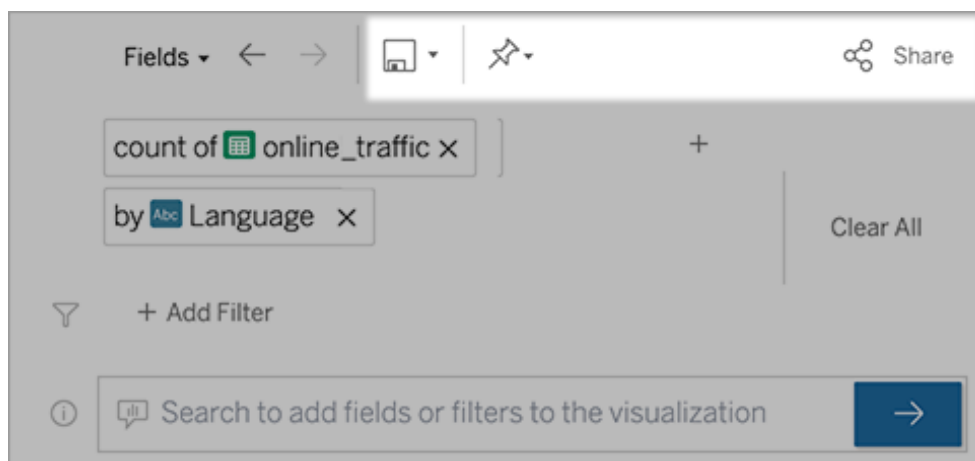 Fields
Share
count of online_traffic ×
by Abc Language ×
+
Clear All
+ Add Filter
Search to add fields or filters to the visualization